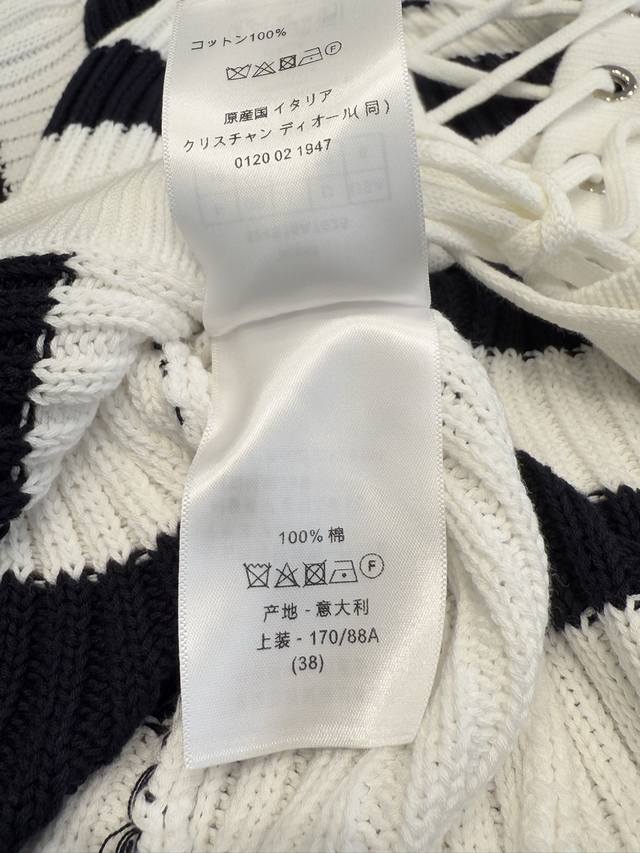 コットン100%
F
原産国 イタリア
クリスチャン ディオール(同)
0120 02 1947
100% 棉
F
产地 - 意大利
上装 - 170/88A
(38)